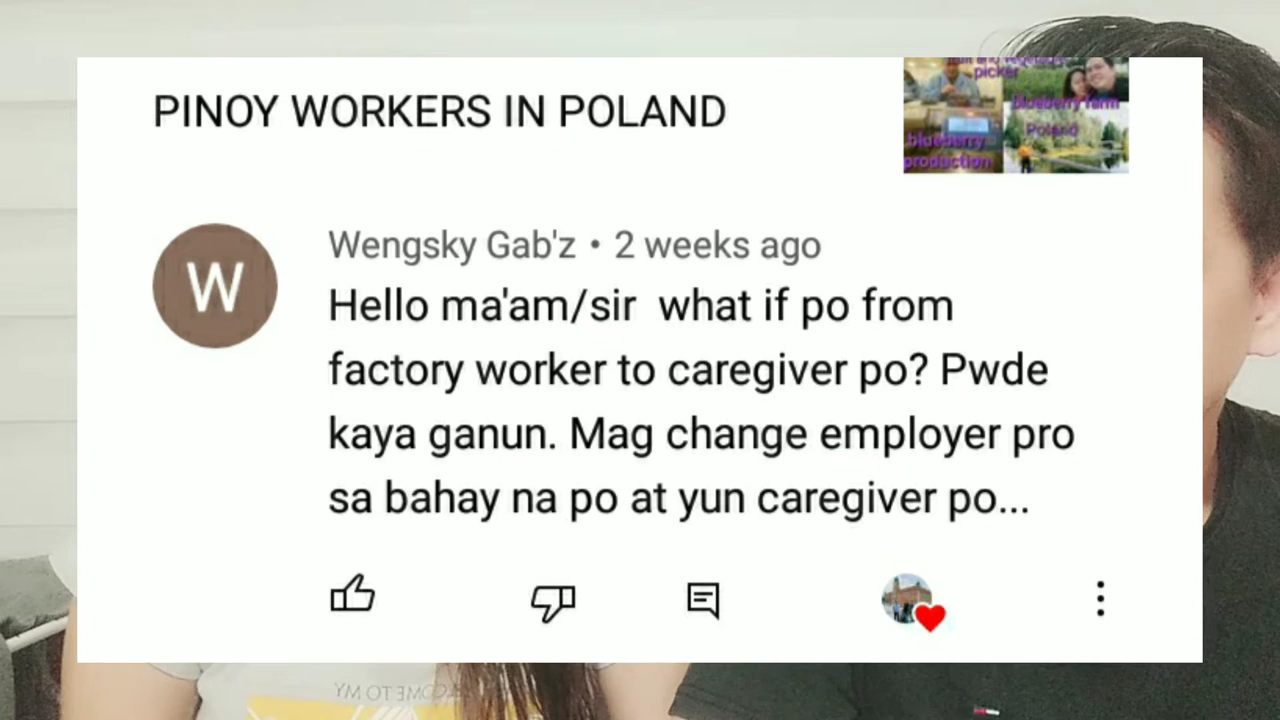 PINOY WORKERS IN POLAND
picker
blueberry farm
Poland
blueberry
production
W
Wengsky Gab'z • 2 weeks ago
Hello ma'am/sir  what if po from
factory worker to caregiver po? Pwde
kaya ganun. Mag change employer pro
sa bahay na po at yun caregiver po...